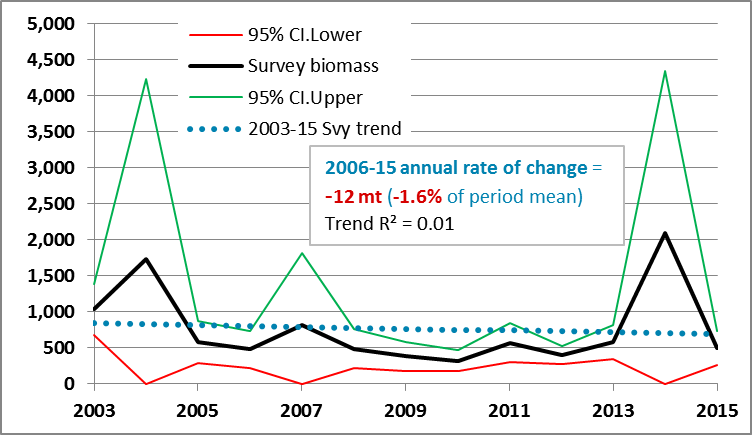 5,000
4,500
4,000
3,500
3,000
2,500
2,000
1,500
1,000
500
0
95% CI.Lower
Survey biomass
95% CI.Upper
2003-15 Svy trend
2006-15 annual rate of change =
-12 mt (-1.6% of period mean)
Trend R² = 0.01
2003 2005 2007 2009 2011 2013 2015